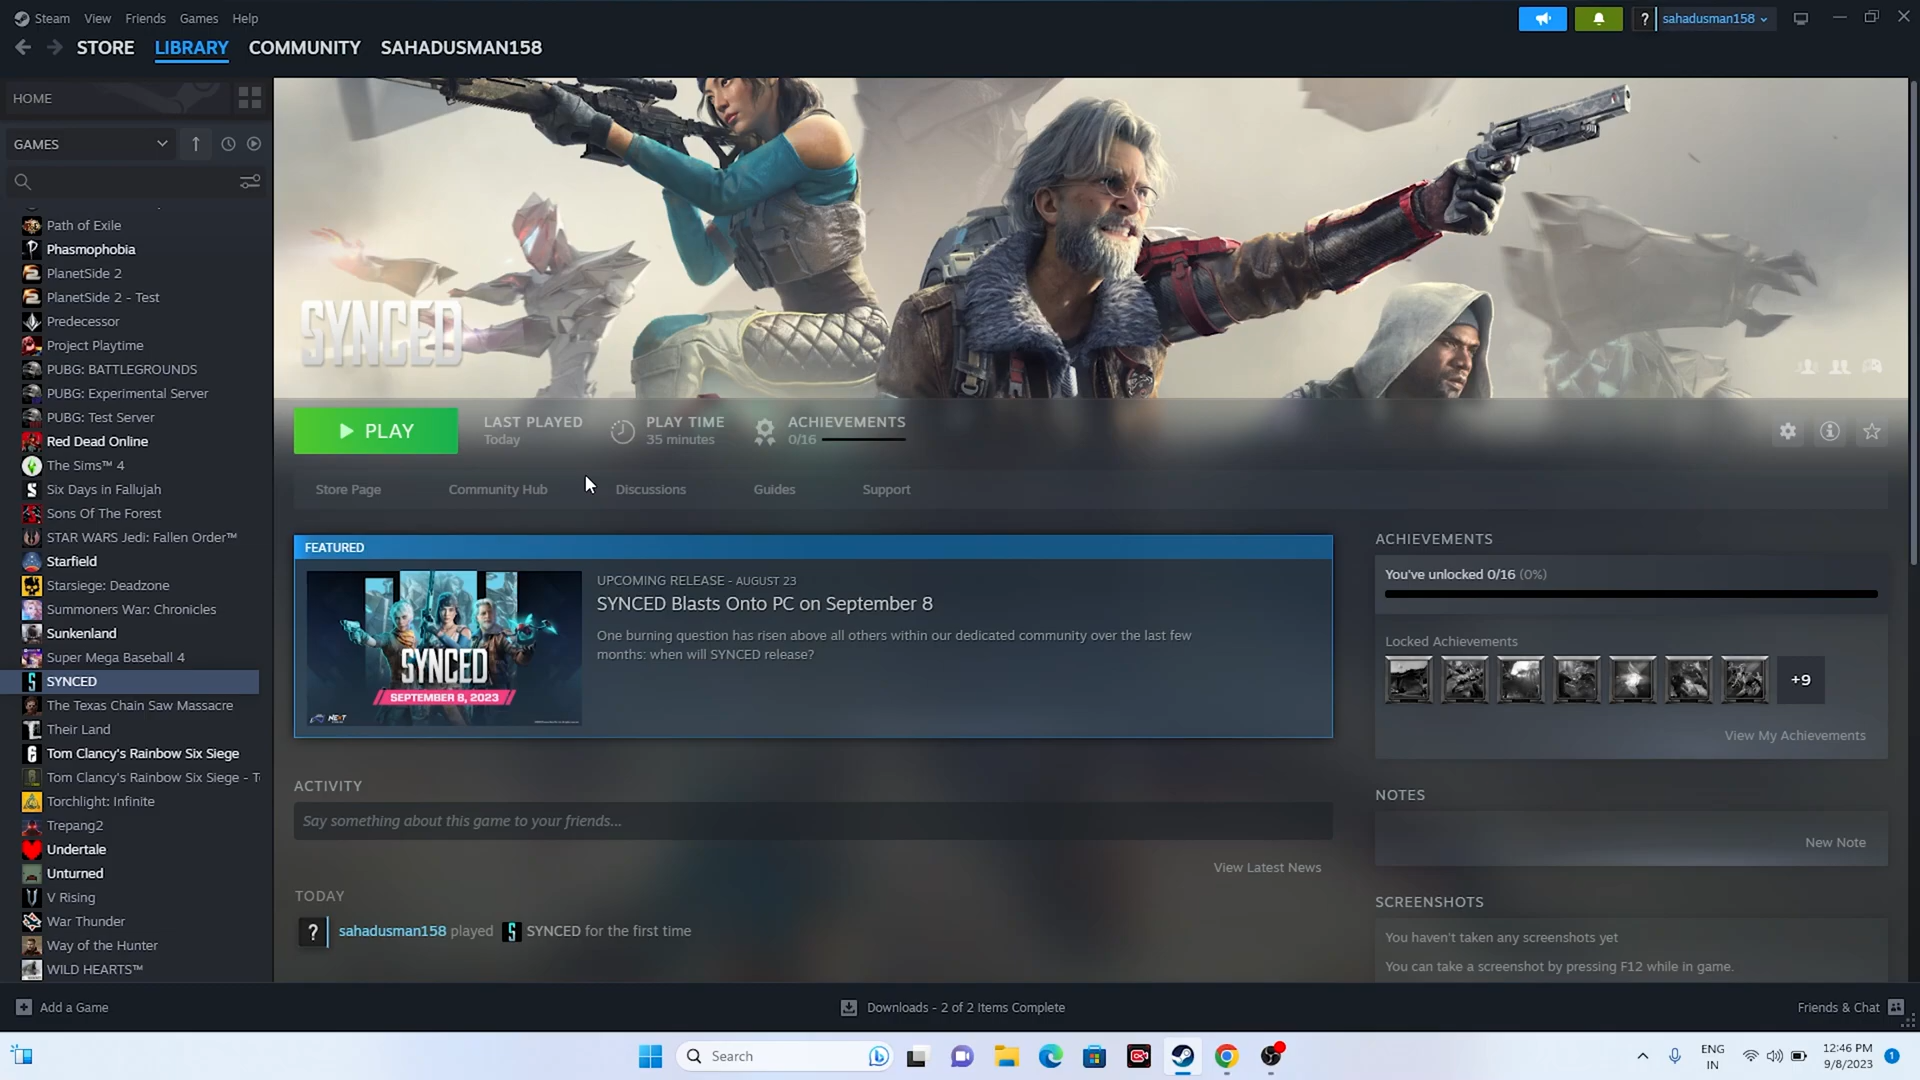 Steam View Friends Games Help
sahadusman158
STORE LIBRARY COMMUNITY SAHADUSMAN158
HOME
GAMES
Path of Exile
Phasmophobia
PlanetSide 2
PlanetSide 2 - Test
Predecessor
Project Playtime
PUBG: BATTLEGROUNDS
PUBG: Experimental Server
PUBG: Test Server
Red Dead Online
The Sims™ 4
Six Days in Fallujah
Sons Of The Forest
STAR WARS Jedi: Fallen Order™
Starfield
Starsiege: Deadzone
Summoners War: Chronicles
Sunkenland
Super Mega Baseball 4
SYNCED
The Texas Chain Saw Massacre
Their Land
Tom Clancy's Rainbow Six Siege
Tom Clancy's Rainbow Six Siege - T
Torchlight: Infinite
Trepang2
Undertale
Unturned
V Rising
War Thunder
Way of the Hunter
WILD HEARTS™
SYNCED
PLAY
LAST PLAYED
Today
PLAY TIME
35 minutes
ACHIEVEMENTS
0/16
Store Page Community Hub Discussions Guides Support
FEATURED
SYNCED
SEPTEMBER 8, 2023
NEXT
UPCOMING RELEASE - AUGUST 23
SYNCED Blasts Onto PC on September 8
One burning question has risen above all others within our dedicated community over the last few
months: when will SYNCED release?
ACTIVITY
Say something about this game to your friends...
View Latest News
TODAY
? sahadusman158 played SYNCED for the first time
ACHIEVEMENTS
You've unlocked 0/16 (0%)
Locked Achievements
+9
View My Achievements
NOTES
New Note
SCREENSHOTS
You haven't taken any screenshots yet
You can take a screenshot by pressing F12 while in game.
Add a Game
Downloads - 2 of 2 Items Complete
Friends & Chat
Search
ENG
IN
12:46 PM
9/8/2023
1